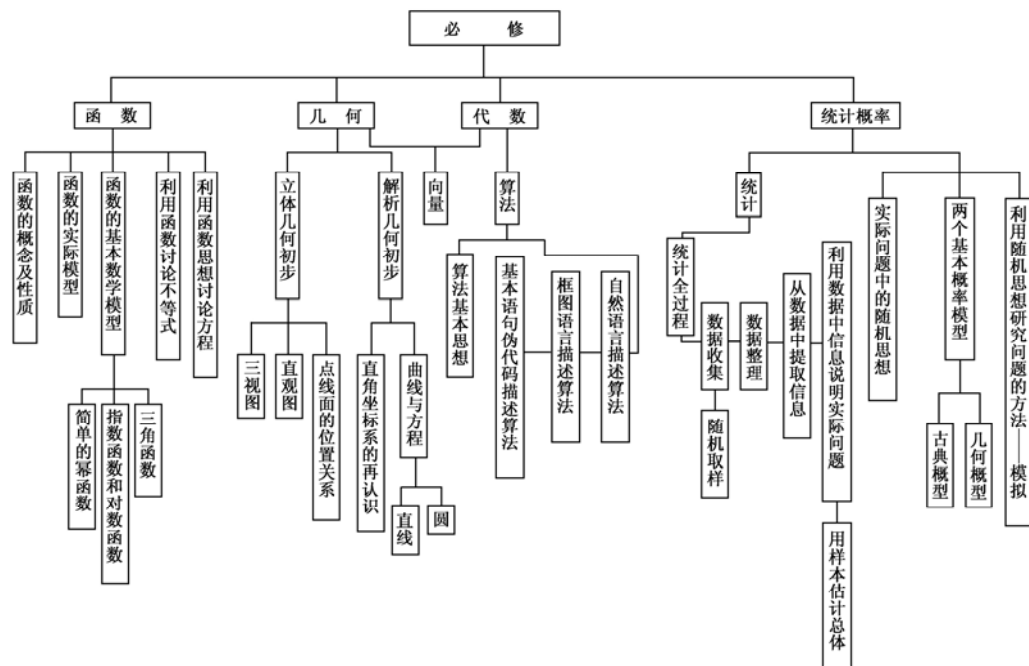 必 修
函 数
几 何
代 数
统计概率
函数的概念及性质
函数的实际模型
函数的基本数学模型
利用函数讨论不等式
利用函数思想讨论方程
立体几何初步
解析几何初步
向量
算法
统计
实际问题中的随机思想
两个基本概率模型
利用随机思想研究问题的方法——模拟
算法基本思想
基本语句伪代码描述算法
框图语言描述算法
自然语言描述算法
统计全过程
数据收集
数据整理
从数据中提取信息
利用数据中信息说明实际问题
三视图
直观图
点线面的位置关系
直角坐标系的再认识
曲线与方程
简单的幂函数
指数函数和对数函数
三角函数
随机取样
古典概型
几何概型
直线
圆
用样本估计总体